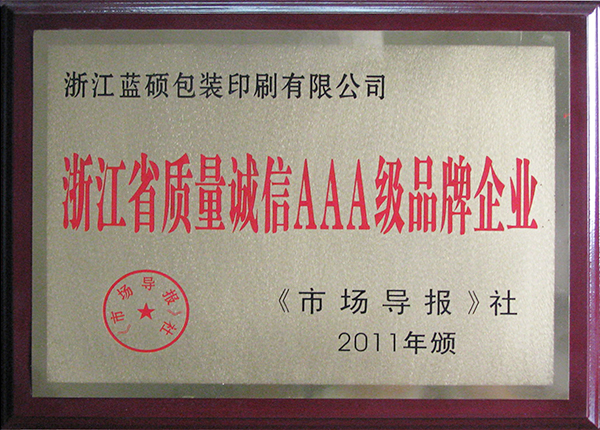 浙江蓝硕包装印刷有限公司
浙江省质量诚信AAA级品牌企业
《市场导报》社
《市场导报》社
2011年颁